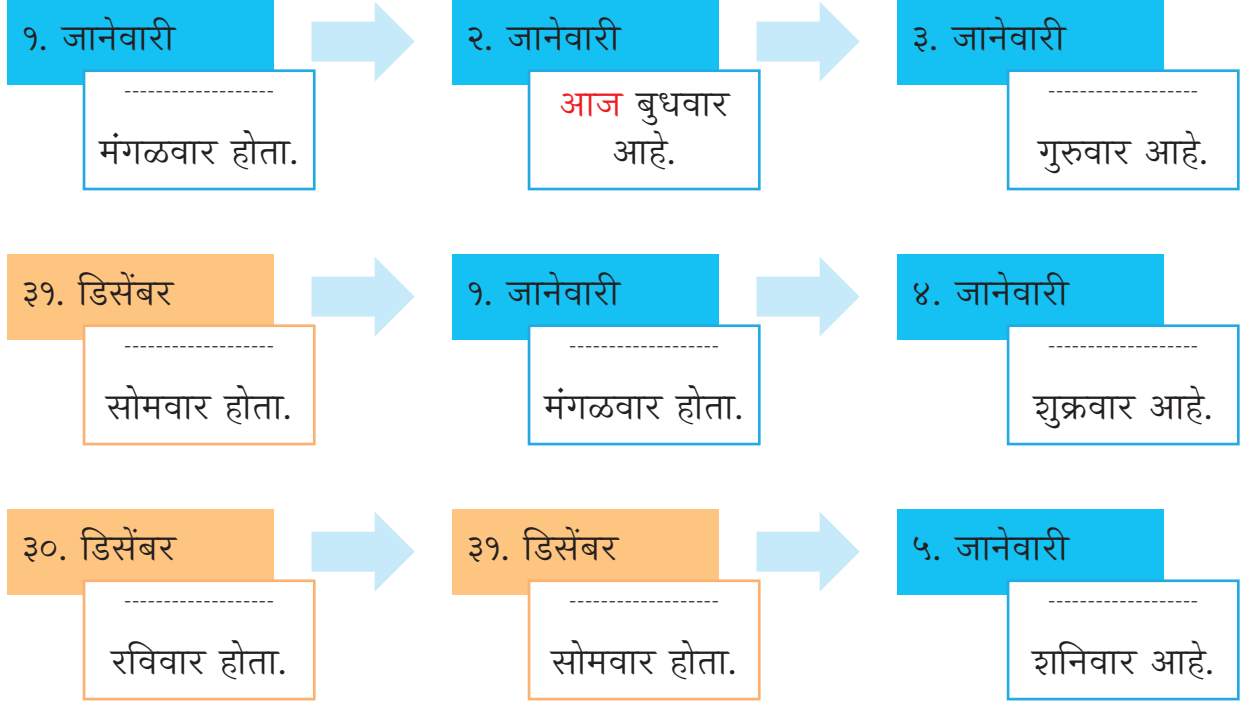 १. जानेवारी
--------------------
मंगळवार होता.
२. जानेवारी
आज बुधवार
आहे.
३. जानेवारी
--------------------
गुरुवार आहे.
३१. डिसेंबर
--------------------
सोमवार होता.
१. जानेवारी
--------------------
मंगळवार होता.
४. जानेवारी
--------------------
शुक्रवार आहे.
३०. डिसेंबर
--------------------
रविवार होता.
३१. डिसेंबर
--------------------
सोमवार होता.
५. जानेवारी
--------------------
शनिवार आहे.